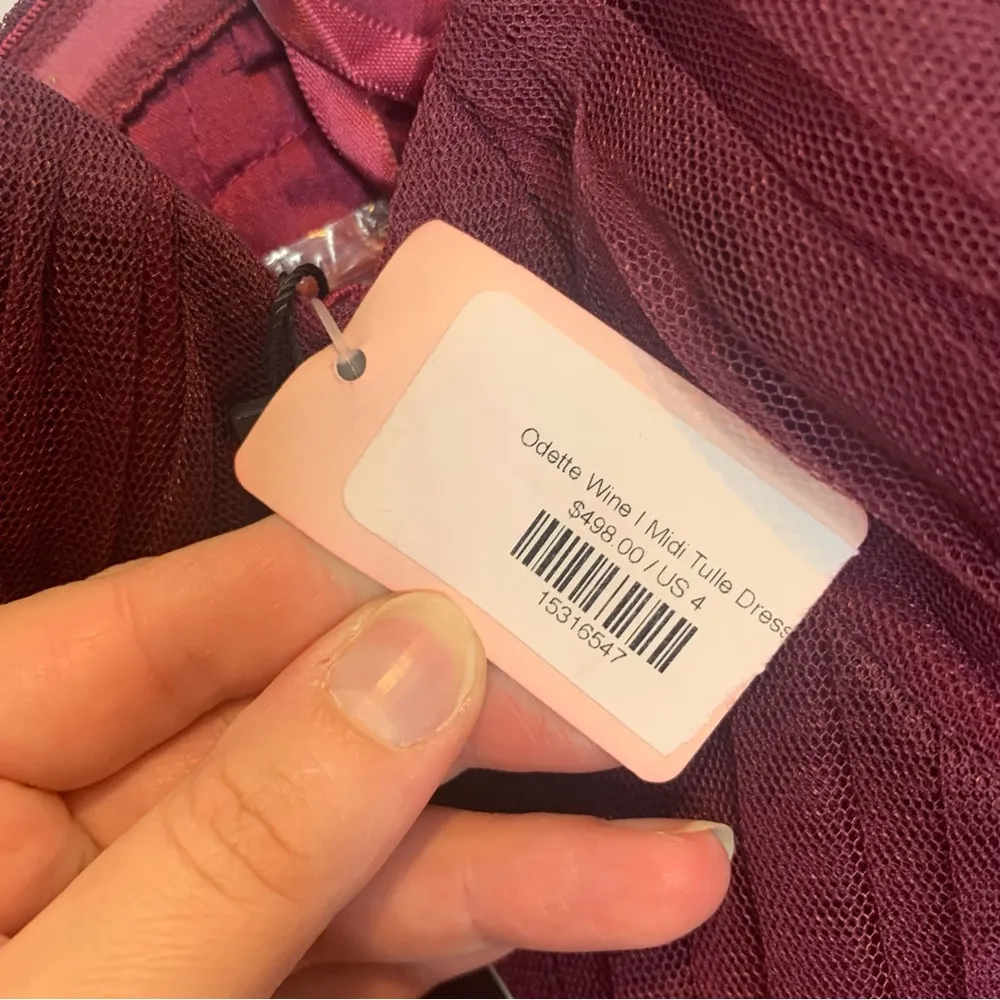 Odette Wine | Midi Tulle Dress
$498.00 / US 4
15316547